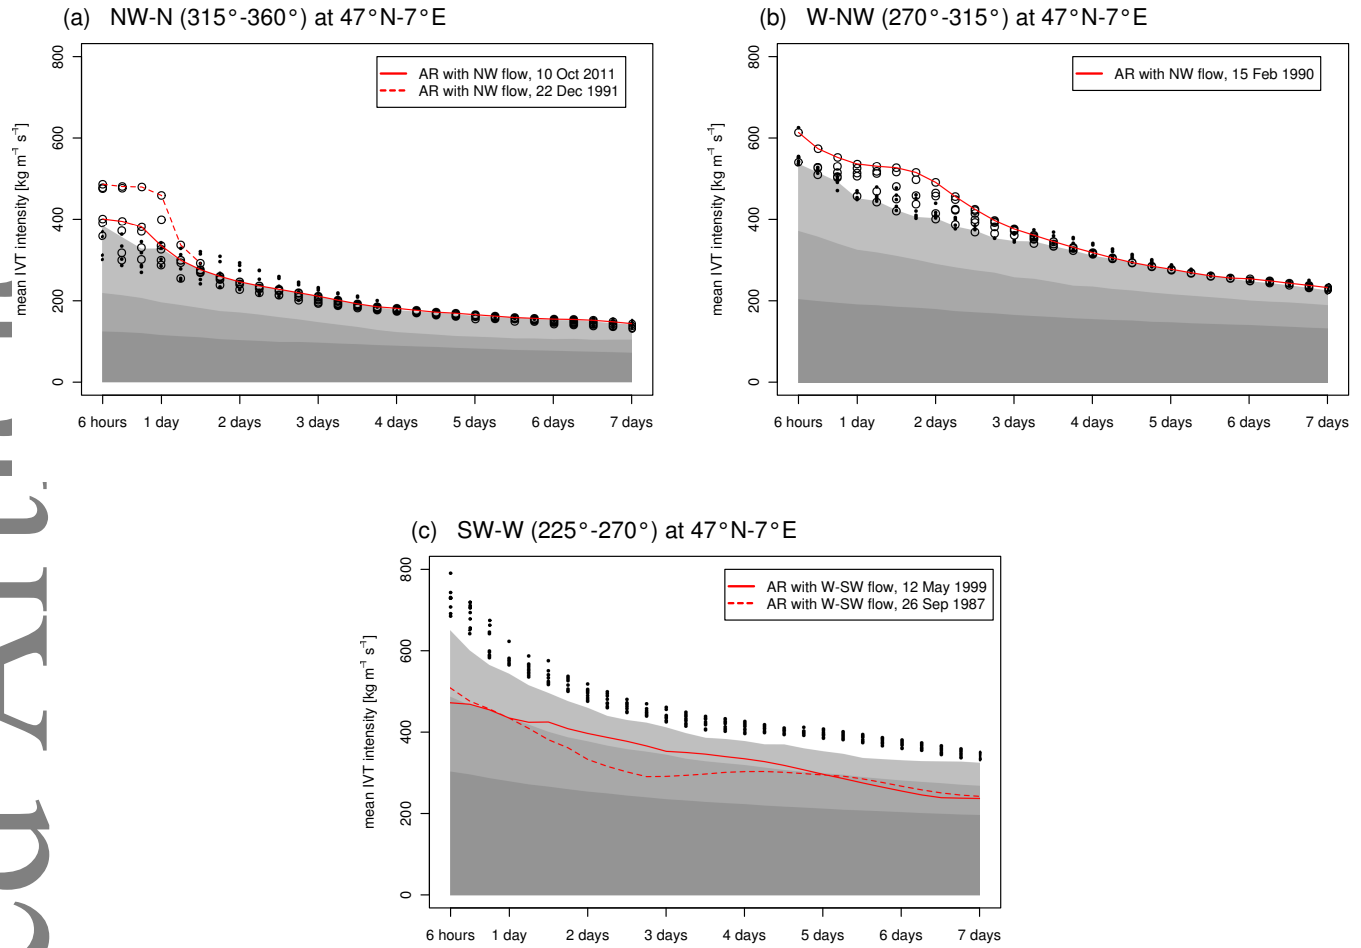 (a) NW-N (315°-360°) at 47°N-7°E
800
600
400
200
0
mean IVT intensity [kg m⁻¹ s⁻¹]
AR with NW flow, 10 Oct 2011
AR with NW flow, 22 Dec 1991
6 hours 1 day 2 days 3 days 4 days 5 days 6 days 7 days
(b) W-NW (270°-315°) at 47°N-7°E
800
600
400
200
0
mean IVT intensity [kg m⁻¹ s⁻¹]
AR with NW flow, 15 Feb 1990
6 hours 1 day 2 days 3 days 4 days 5 days 6 days 7 days
(c) SW-W (225°-270°) at 47°N-7°E
800
600
400
200
0
mean IVT intensity [kg m⁻¹ s⁻¹]
AR with W-SW flow, 12 May 1999
AR with W-SW flow, 26 Sep 1987
6 hours 1 day 2 days 3 days 4 days 5 days 6 days 7 days